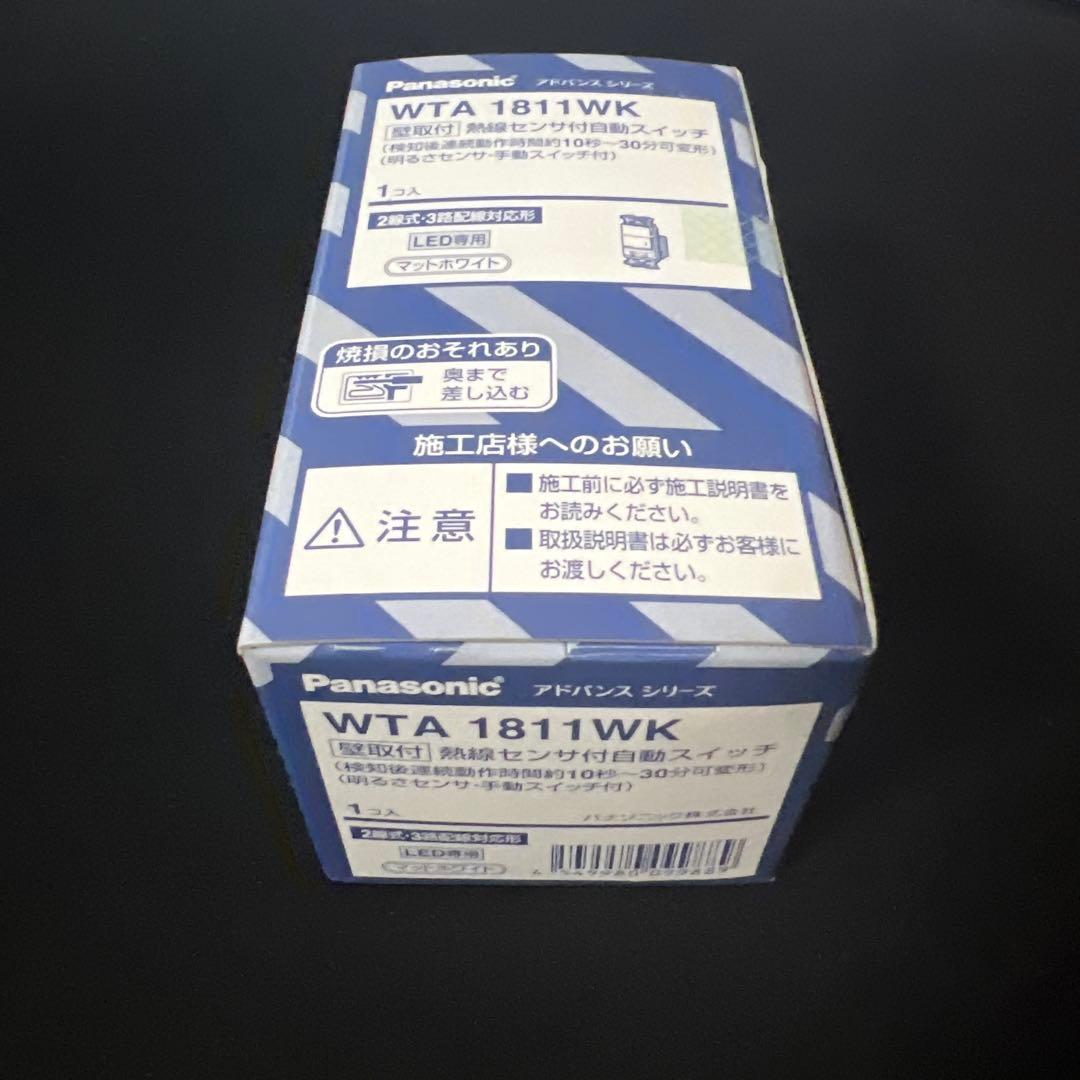 Panasonic アドバンス シリーズ
WTA 1811WK
壁取付 熱線センサ付自動スイッチ
(検知後連続動作時間約10秒〜30分可変形)
(明るさセンサ・手動スイッチ付)
1コ入
2線式・3路配線対応形
LED専用
マットホワイト
焼損のおそれあり
奥まで
差し込む
施工店様へのお願い
注意
■施工前に必ず施工説明書を
お読みください。
■取扱説明書は必ずお客様に
お渡しください。
Panasonic アドバンス シリーズ
WTA 1811WK
壁取付 熱線センサ付自動スイッチ
(検知後連続動作時間約10秒〜30分可変形)
(明るさセンサ・手動スイッチ付)
1コ入 パナソニック株式会社
2線式・3路配線対応形
LED専用
マットホワイト